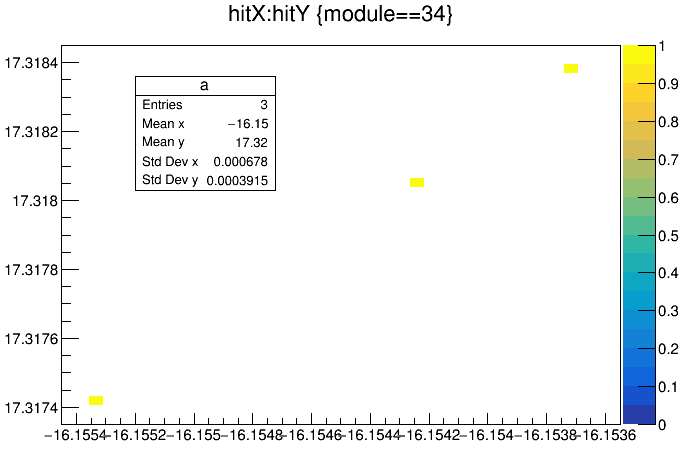 hitX:hitY {module==34}
17.3184
17.3182
17.318
17.3178
17.3176
17.3174
a
Entries 3
Mean x −16.15
Mean y 17.32
Std Dev x 0.000678
Std Dev y 0.0003915
1
0.9
0.8
0.7
0.6
0.5
0.4
0.3
0.2
0.1
0
−16.1554 −16.1552 −16.155 −16.1548 −16.1546 −16.1544 −16.1542 −16.154 −16.1538 −16.1536